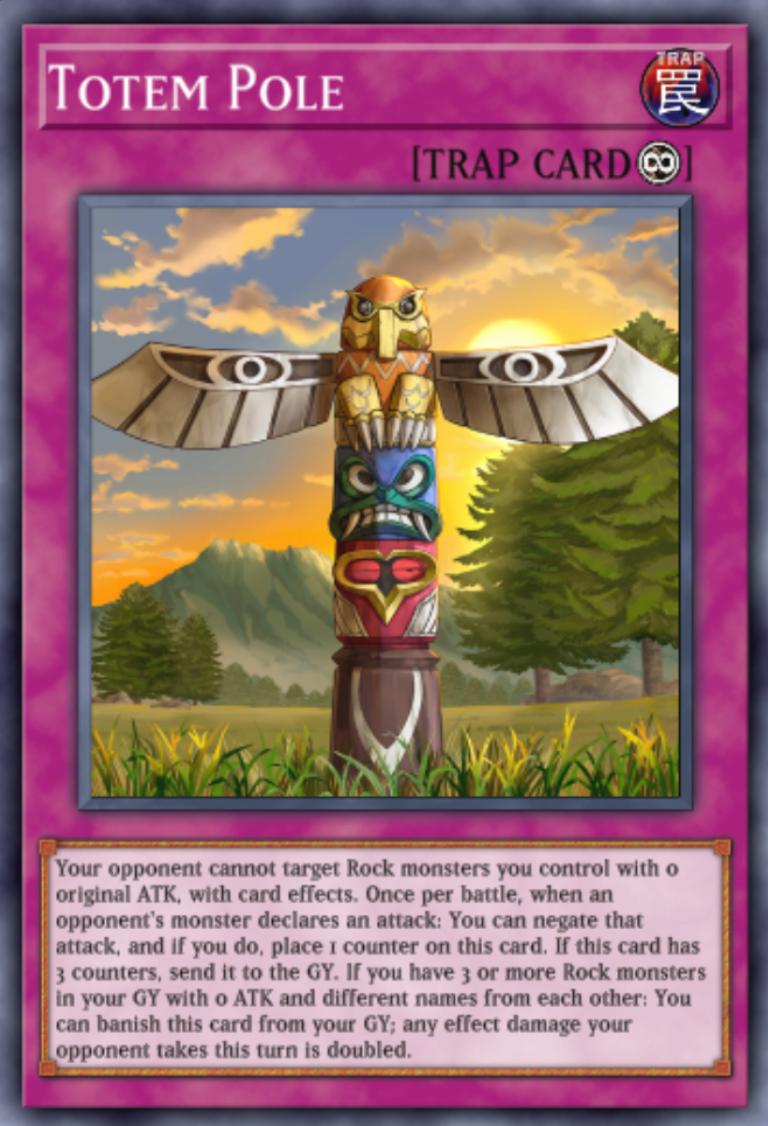 TOTEM POLE
TRAP
罠
[TRAP CARD]
Your opponent cannot target Rock monsters you control with 0
original ATK, with card effects. Once per battle, when an
opponent's monster declares an attack: You can negate that
attack, and if you do, place 1 counter on this card. If this card has
3 counters, send it to the GY. If you have 3 or more Rock monsters
in your GY with 0 ATK and different names from each other: You
can banish this card from your GY; any effect damage your
opponent takes this turn is doubled.